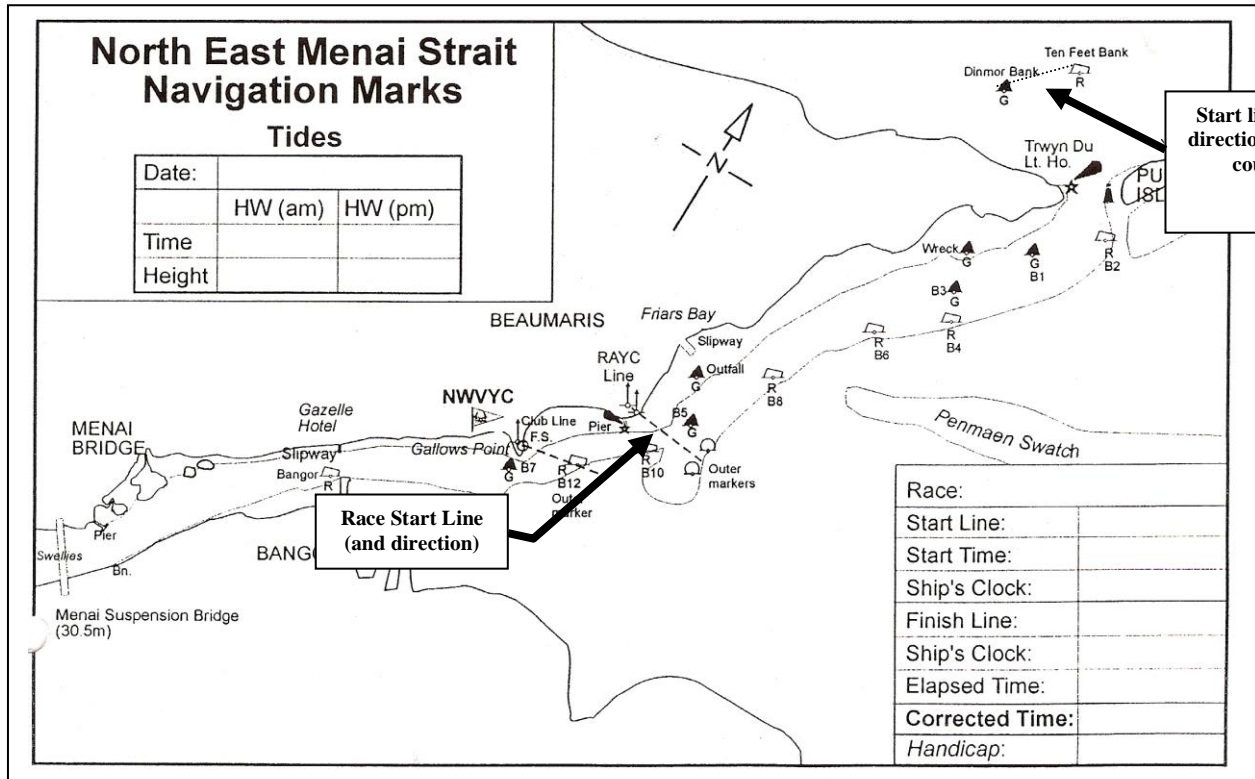 North East Menai Strait
Navigation Marks
Tides
Date:
HW (am) HW (pm)
Time
Height
N
Ten Feet Bank
R
Dinmor Bank
G
Start li
direction
cou
Trwyn Du
Lt. Ho.
PU
ISL
Wreck
G
G
B1
R
B2
B3
G
R
B4
R
B6
BEAUMARIS
Friars Bay
Slipway
RAYC
Line
Outfall
G
R
B8
NWVYC
Club Line
F.S.
Pier
B5
G
Gazelle
Hotel
MENAI
BRIDGE
Slipway
Gallows Point
Bangor
R
G
B7
R
B12
R
B10
Outer
markers
Penmaen Swatch
Pier
Swellies
Bn.
Menai Suspension Bridge
(30.5m)
BANGO
marker
Race Start Line
(and direction)
Race:
Start Line:
Start Time:
Ship's Clock:
Finish Line:
Ship's Clock:
Elapsed Time:
Corrected Time:
Handicap: